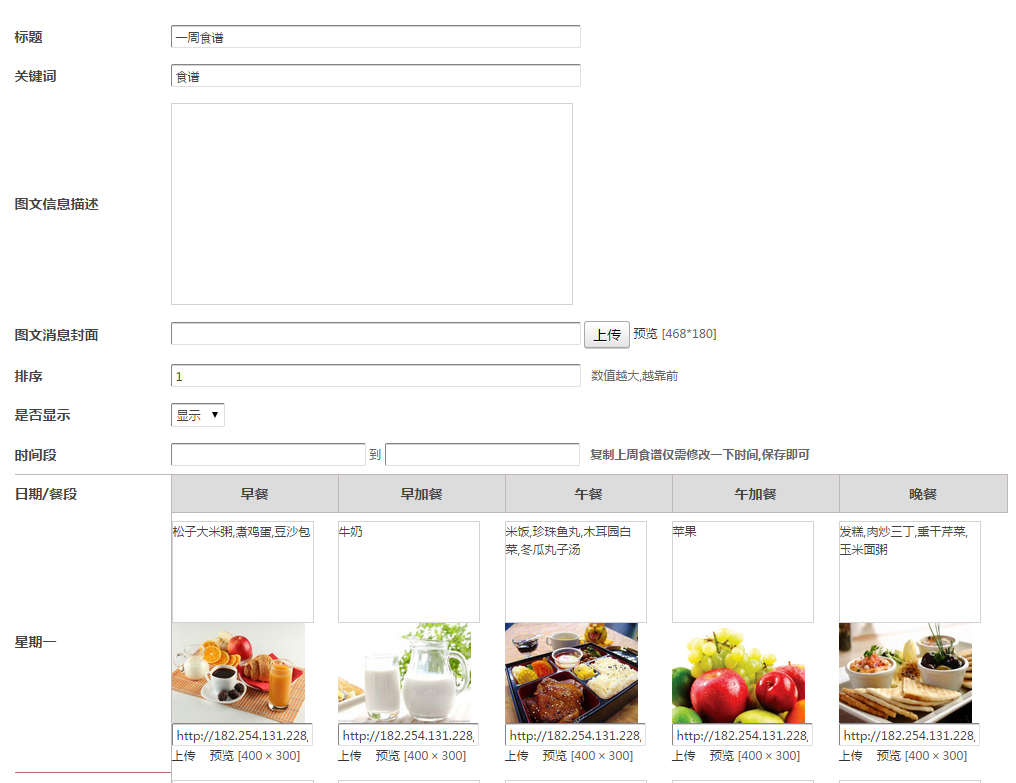 标题 一周食谱
关键词 食谱
图文信息描述
图文消息封面 上传 预览 [468*180]
排序 1 数值越大,越靠前
是否显示 显示
时间段 到 复制上周食谱仅需修改一下时间,保存即可
日期/餐段 早餐 早加餐 午餐 午加餐 晚餐
松子大米粥,煮鸡蛋,豆沙包 牛奶 米饭,珍珠鱼丸,木耳园白 苹果 发糕,肉炒三丁,熏干芹菜,
菜,冬瓜丸子汤 玉米面粥
星期一
http://182.254.131.228, http://182.254.131.228, http://182.254.131.228, http://182.254.131.228, http://182.254.131.228,
上传 预览 [400 × 300] 上传 预览 [400 × 300] 上传 预览 [400 × 300] 上传 预览 [400 × 300] 上传 预览 [400 × 300]